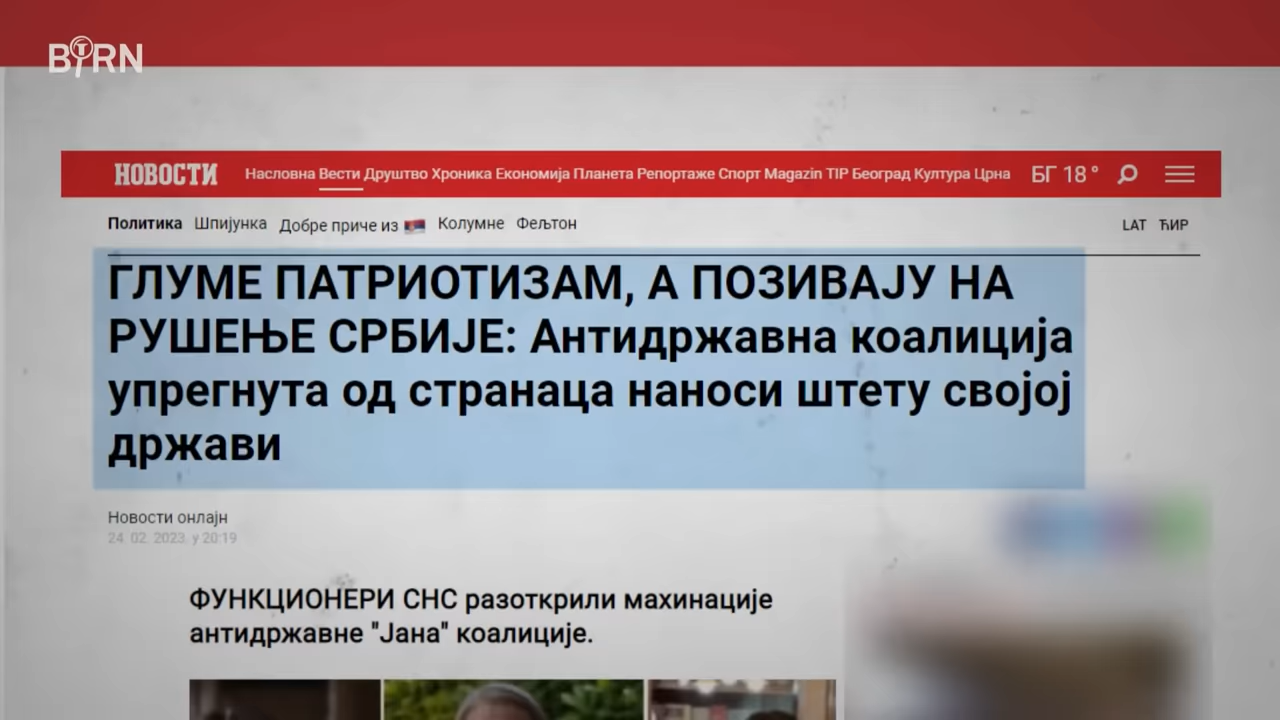 BIRN
НОВОСТИ Насловна Вести Друштво Хроника Економија Планета Репортаже Спорт Magazin TIP Београд Култура Црна БГ 18°
Политика Шпијунка Добре приче из Колумне Фељтон LAT ЋИР
ГЛУМЕ ПАТРИОТИЗАМ, А ПОЗИВАЈУ НА
РУШЕЊЕ СРБИЈЕ: Антидржавна коалиција
упрегнута од странаца наноси штету својој
држави
Новости онлајн
24. 02. 2023. у 20:19
ФУНКЦИОНЕРИ СНС разоткрили махинације
антидржавне "Јана" коалиције.